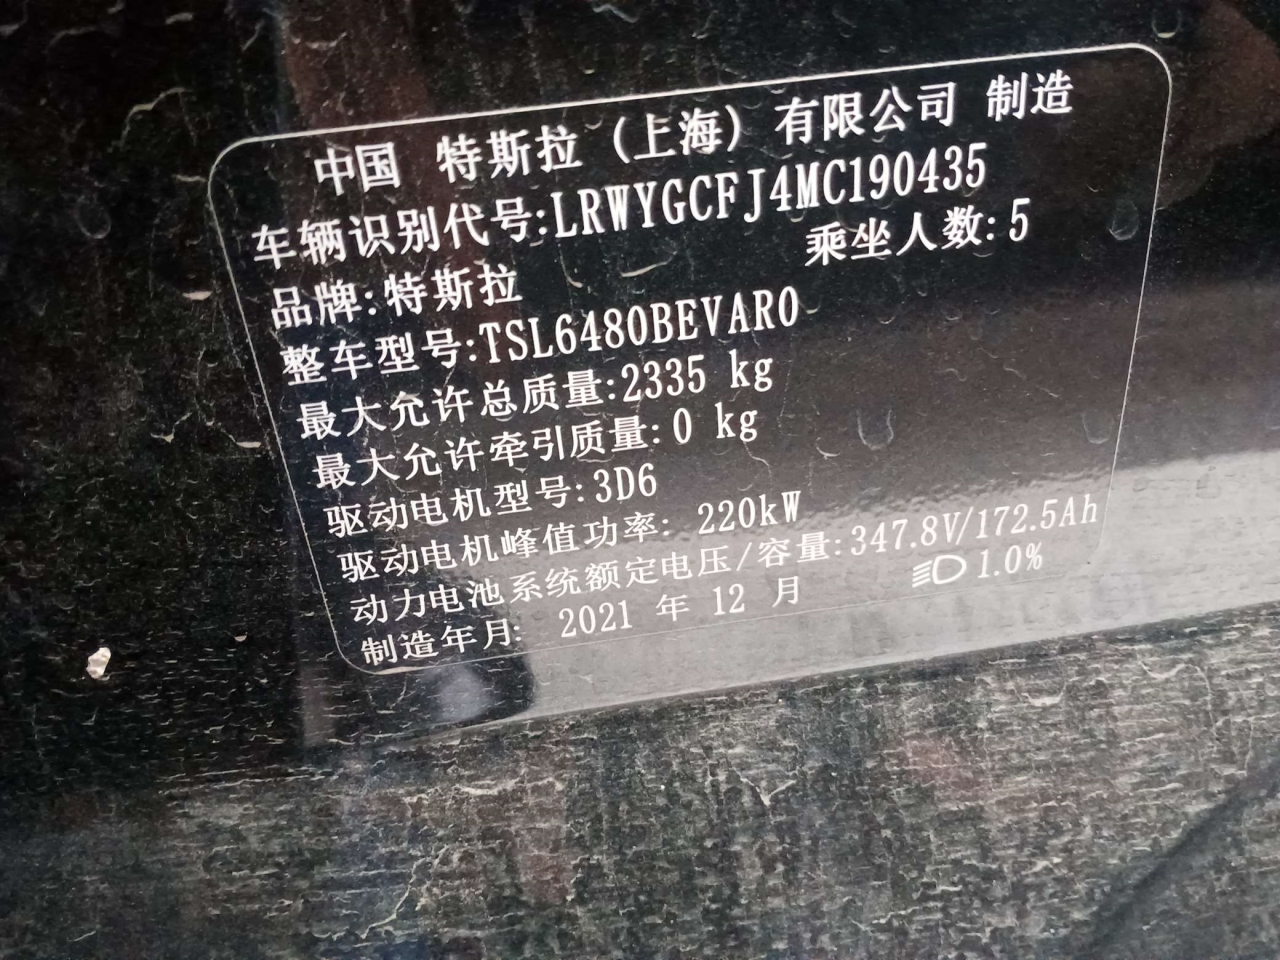 中国 特斯拉（上海）有限公司 制造
车辆识别代号:LRWYGCFJ4MC190435
品牌:特斯拉 乘坐人数:5
整车型号:TSL6480BEVAR0
最大允许总质量:2335 kg
最大允许牵引质量:0 kg
驱动电机型号:3D6
驱动电机峰值功率: 220kW
动力电池系统额定电压/容量:347.8V/172.5Ah
制造年月: 2021 年 12 月 1.0%